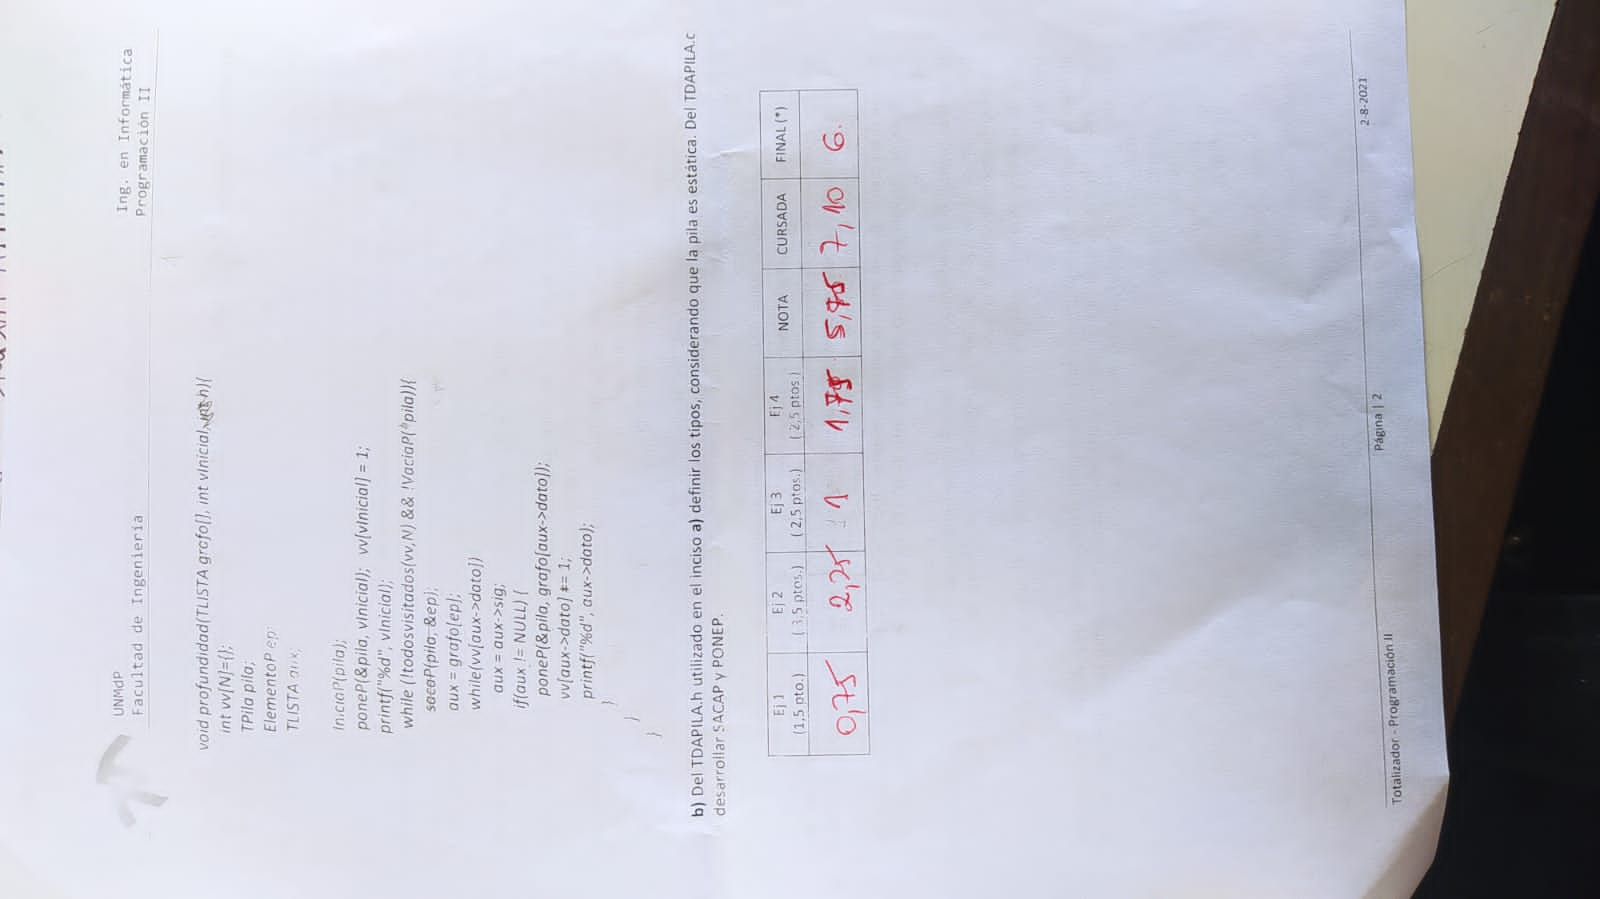 UNMdP
Facultad de Ingeniería
Ing. en Informática
Programación II
void profundidad(TLISTA grafo[], int vInicial, h){
int vv[N]={};
TPila pila;
ElementoP ep;
TLISTA aux;
IniciaP(pila);
poneP(&pila, vInicial); vv[vInicial] = 1;
printf("%d", vInicial);
while (!todosvisitados(vv,N) && !VaciaP(*pila)){
sacaP(pila, &ep);
aux = grafo[ep];
while(vv[aux->dato])
aux = aux->sig;
if(aux != NULL) {
poneP(&pila, grafo[aux->dato]);
vv[aux->dato] += 1;
printf("%d", aux->dato);
}
}
}
b) Del TDAPILA.h utilizado en el inciso a) definir los tipos, considerando que la pila es estática. Del TDAPILA.c
desarrollar SACAP y PONEP.
Ej 1 Ej 2 Ej 3 Ej 4 NOTA CURSADA FINAL (*)
(1,5 pto.) ( 3,5 ptos.) ( 2,5 ptos.) ( 2,5 ptos.)
0,75 2,25 1 1,75 5,75 7,10 6.
2-8-2021
Totalizador - Programación II Página | 2